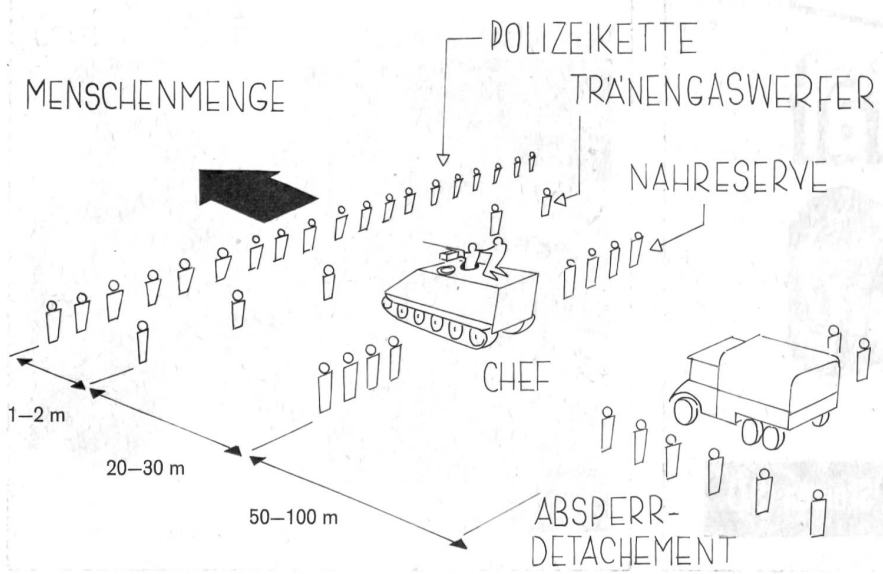 POLIZEIKETTE
MENSCHENMENGE
TRÄNENGASWERFER
NAHRESERVE
CHEF
1–2 m
20–30 m
50–100 m
ABSPERR-
DETACHEMENT